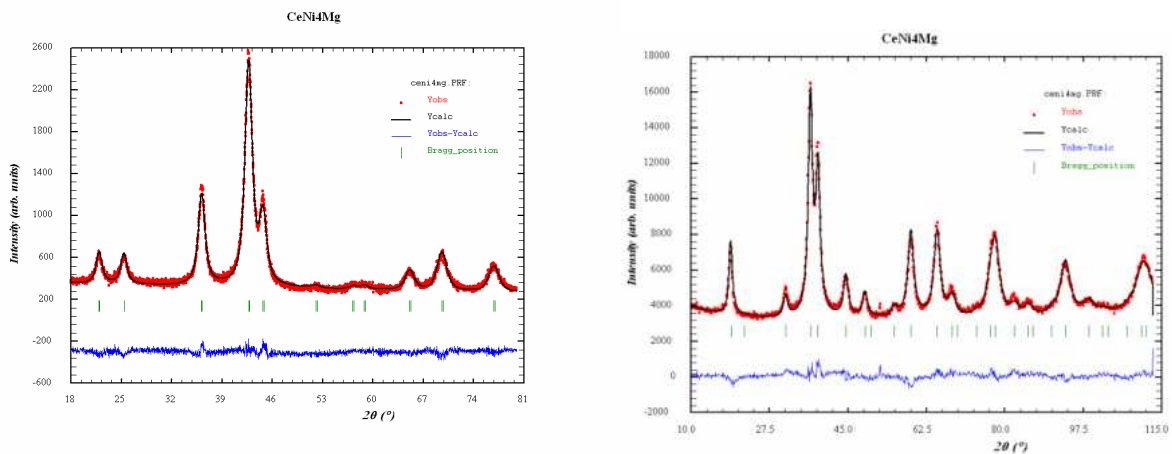 CeNi4Mg
2600
2200
1800
1400
1000
600
200
-200
-600
Intensity (arb. units)
ceni4mg.PRF:
Yobs
Ycalc
Yobs-Ycalc
Bragg_position
18 25 32 39 46 53 60 67 74 81
2θ (°)
CeNi4Mg
18000
16000
14000
12000
10000
8000
6000
4000
2000
0
-2000
Intensity (arb. units)
ceni4mg.PRF:
Yobs
Ycalc
Yobs-Ycalc
Bragg_position
10.0 27.5 45.0 62.5 80.0 97.5 115.0
2θ (°)